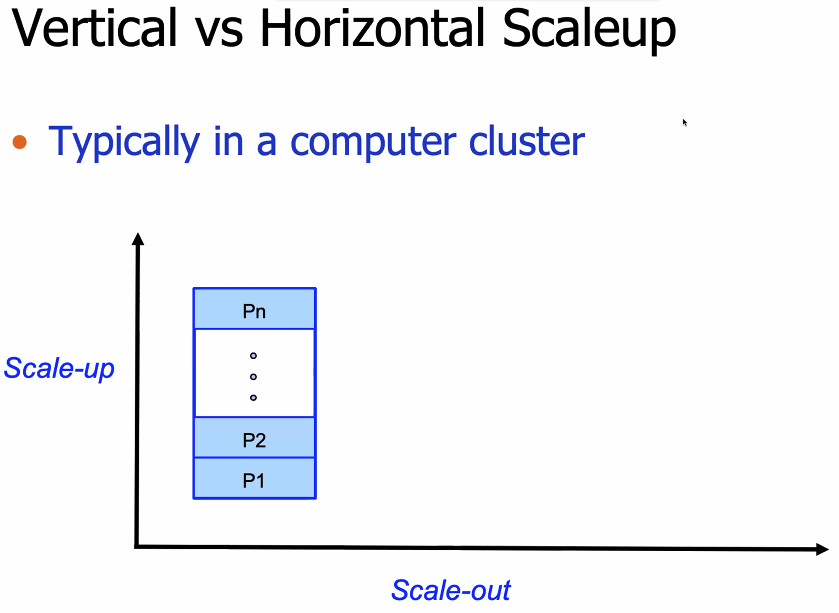 Vertical vs Horizontal Scaleup
• Typically in a computer cluster
Pn
Scale-up
P2
P1
Scale-out